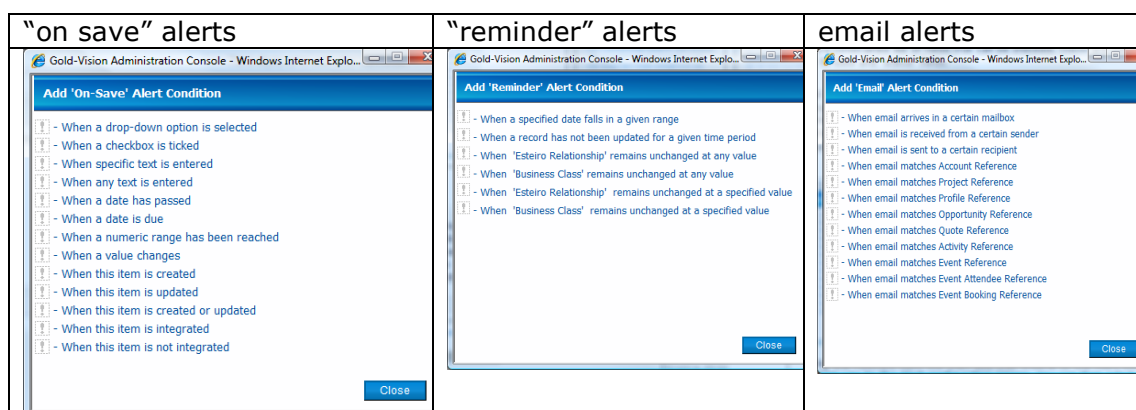 “on save” alerts
Gold-Vision Administration Console - Windows Internet Explo...
Add 'On-Save' Alert Condition
- When a drop-down option is selected
- When a checkbox is ticked
- When specific text is entered
- When any text is entered
- When a date has passed
- When a date is due
- When a numeric range has been reached
- When a value changes
- When this item is created
- When this item is updated
- When this item is created or updated
- When this item is integrated
- When this item is not integrated
Close
“reminder” alerts
Gold-Vision Administration Console - Windows Internet Explo...
Add 'Reminder' Alert Condition
- When a specified date falls in a given range
- When a record has not been updated for a given time period
- When 'Esteiro Relationship' remains unchanged at any value
- When 'Business Class' remains unchanged at any value
- When 'Esteiro Relationship' remains unchanged at a specified value
- When 'Business Class' remains unchanged at a specified value
Close
email alerts
Gold-Vision Administration Console - Windows Internet Explo...
Add 'Email' Alert Condition
- When email arrives in a certain mailbox
- When email is received from a certain sender
- When email is sent to a certain recipient
- When email matches Account Reference
- When email matches Project Reference
- When email matches Profile Reference
- When email matches Opportunity Reference
- When email matches Quote Reference
- When email matches Activity Reference
- When email matches Event Reference
- When email matches Event Attendee Reference
- When email matches Event Booking Reference
Close